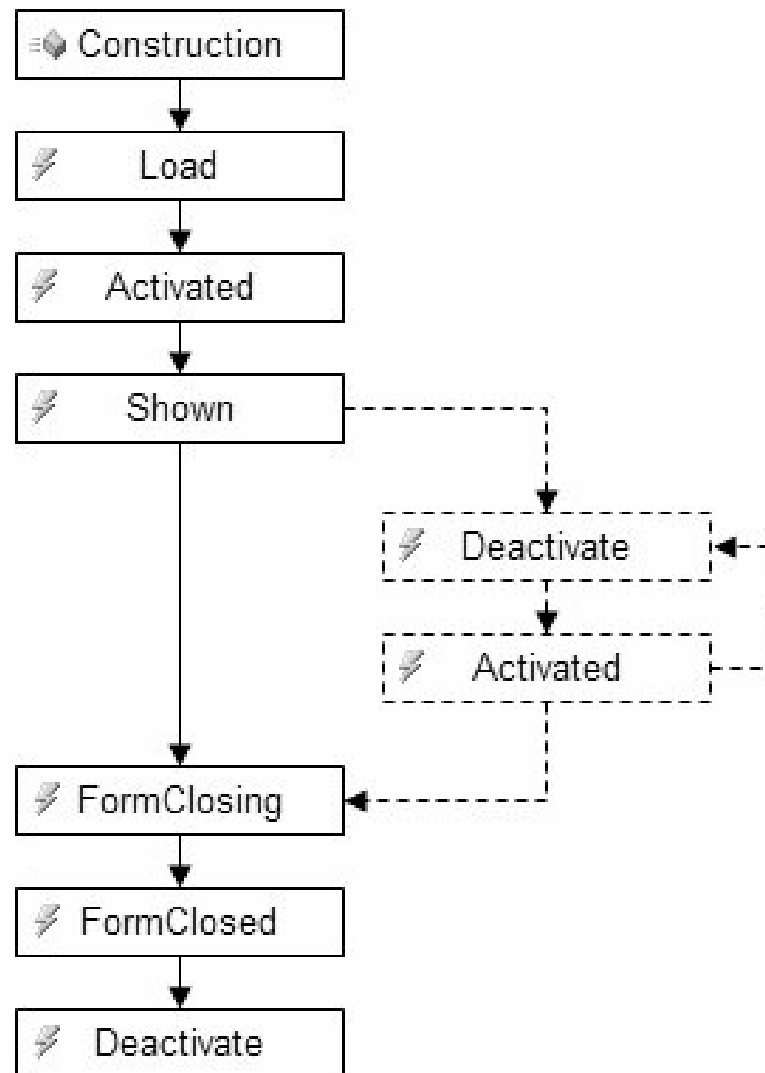 Construction
Load
Activated
Shown
Deactivate
Activated
FormClosing
FormClosed
Deactivate